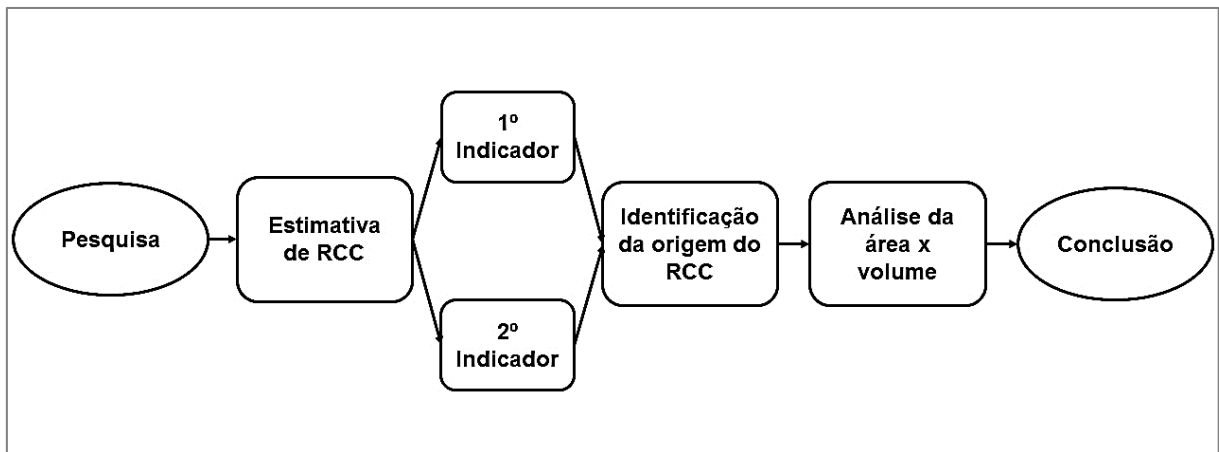 Pesquisa
Estimativa
de RCC
1º
Indicador
2º
Indicador
Identificação
da origem do
RCC
Análise da
área x
volume
Conclusão